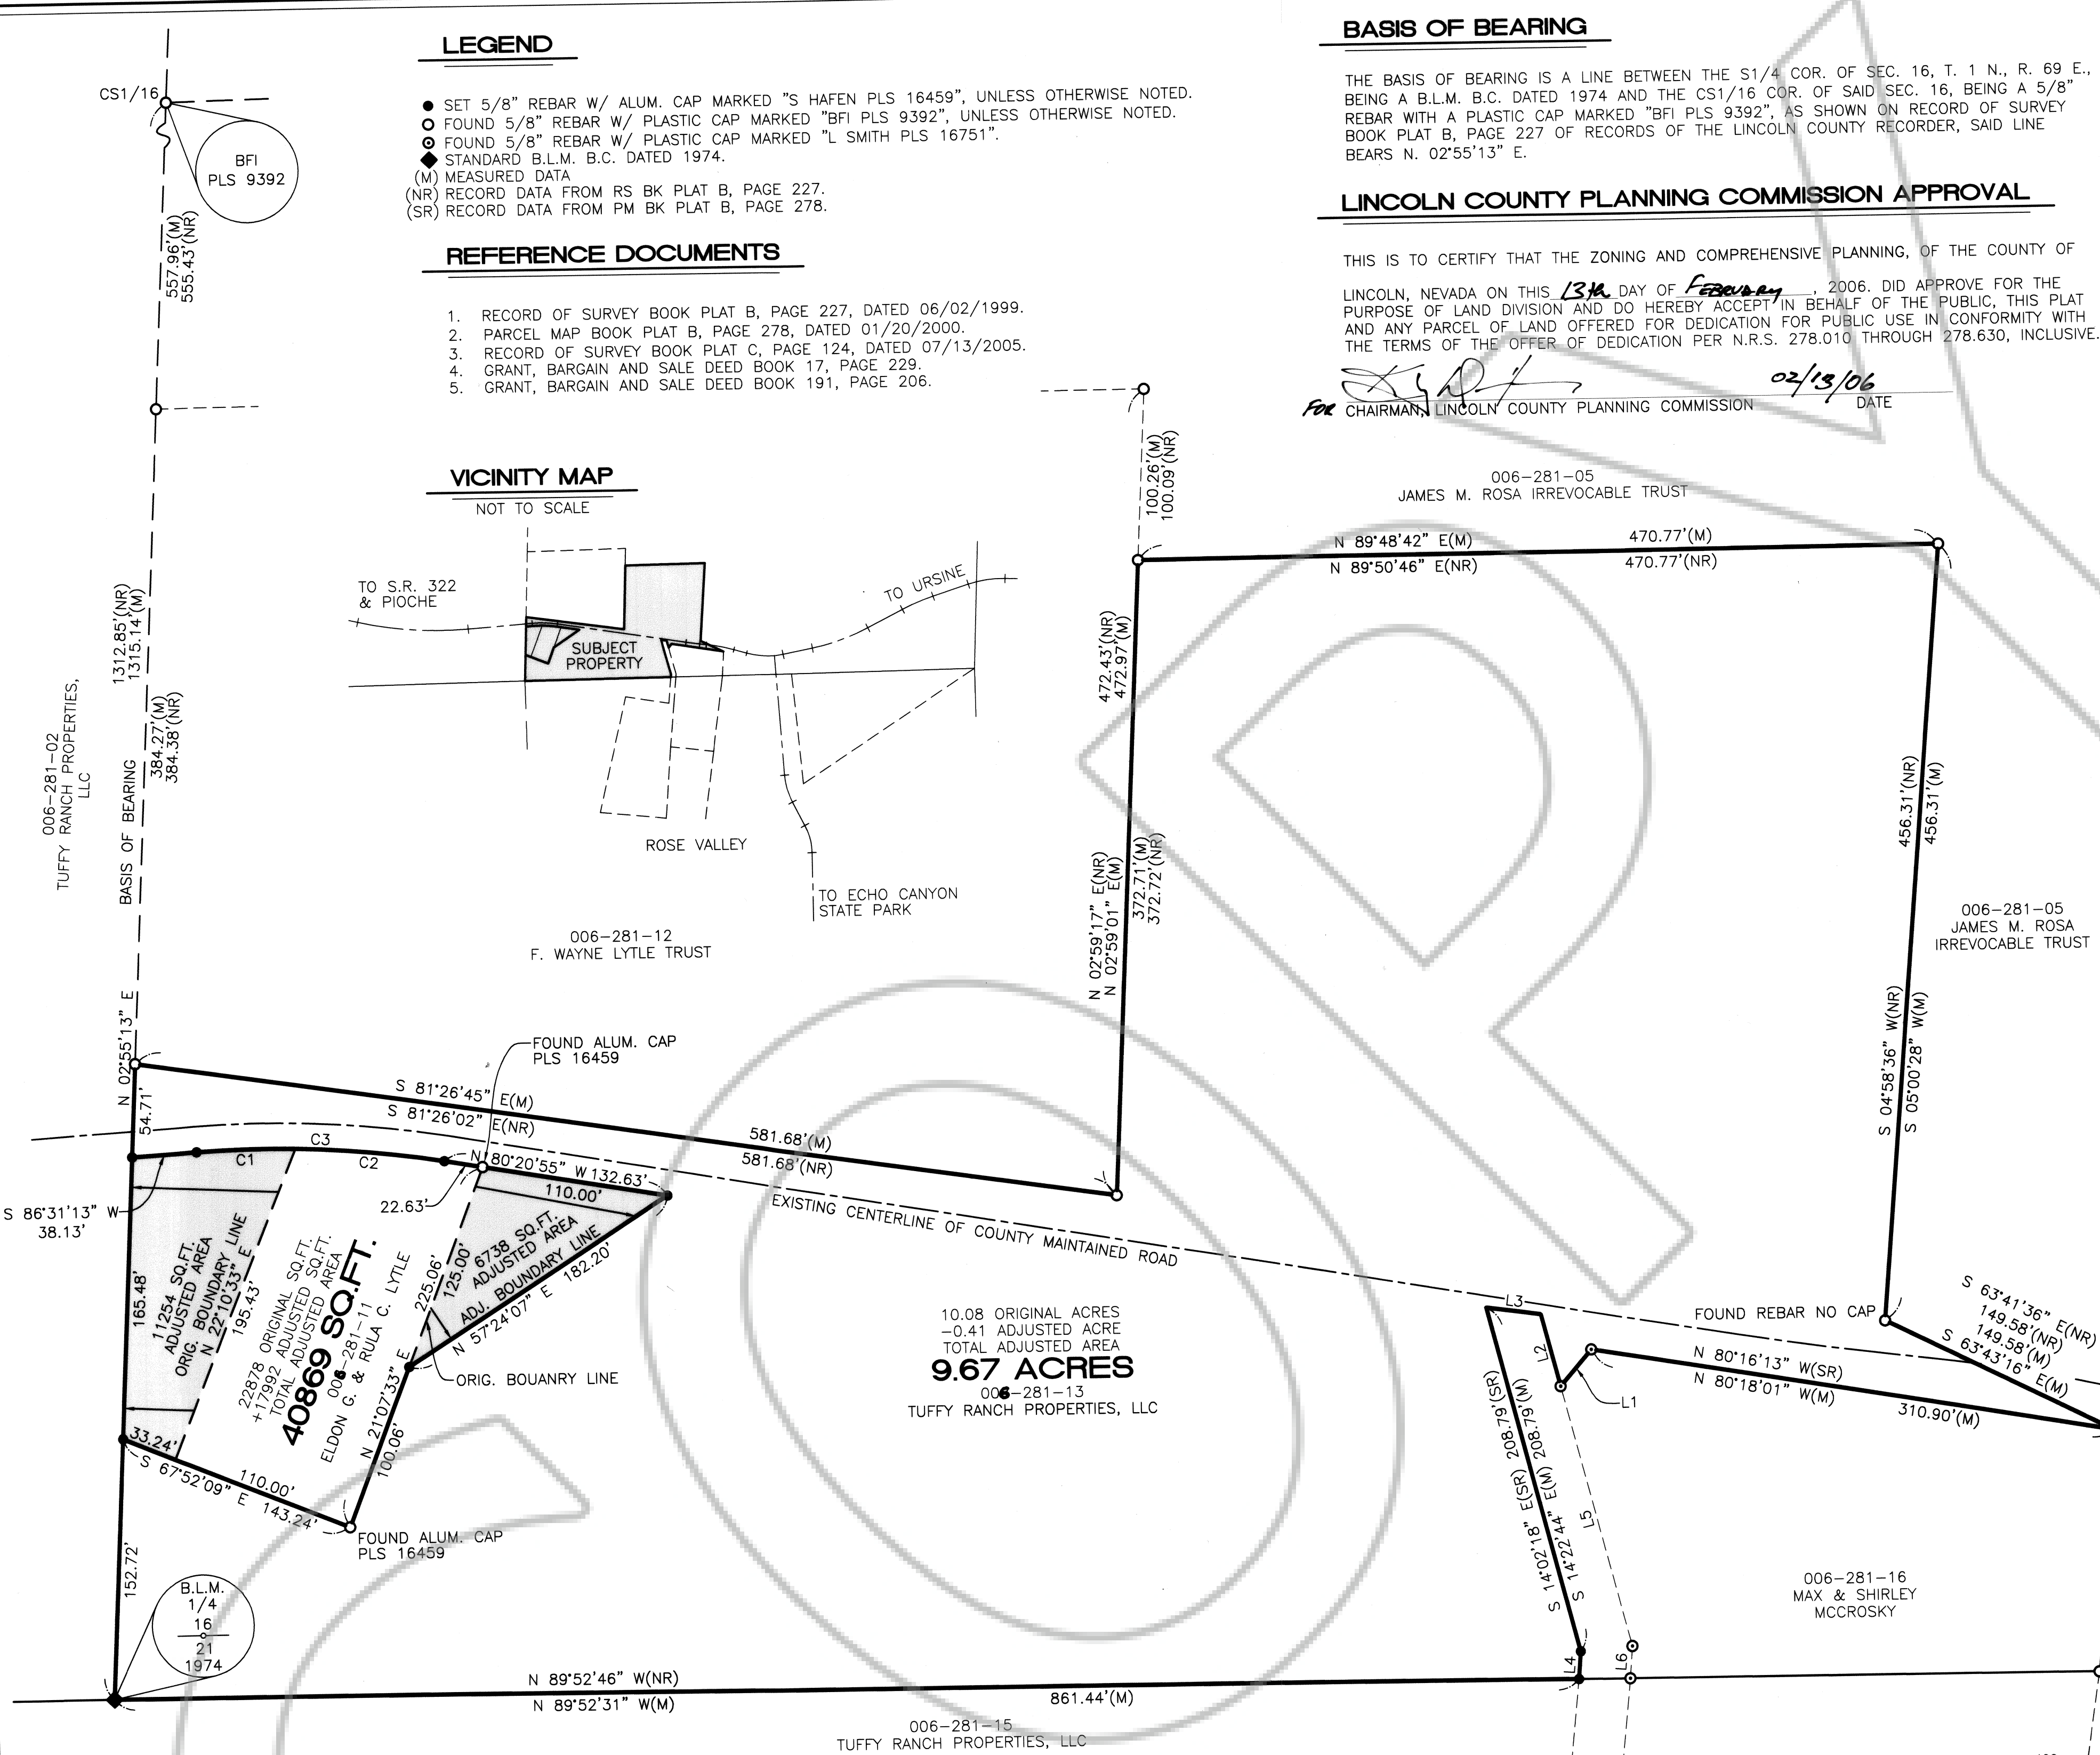 LEGEND
SET 5/8" REBAR W/ ALUM. CAP MARKED "S HAFEN PLS 16459", UNLESS OTHERWISE NOTED.
FOUND 5/8" REBAR W/ PLASTIC CAP MARKED "BFI PLS 9392", UNLESS OTHERWISE NOTED.
FOUND 5/8" REBAR W/ PLASTIC CAP MARKED "L SMITH PLS 16751".
STANDARD B.L.M. B.C. DATED 1974.
(M) MEASURED DATA
(NR) RECORD DATA FROM RS BK PLAT B, PAGE 227.
(SR) RECORD DATA FROM PM BK PLAT B, PAGE 278.
REFERENCE DOCUMENTS
1. RECORD OF SURVEY BOOK PLAT B, PAGE 227, DATED 06/02/1999.
2. PARCEL MAP BOOK PLAT B, PAGE 278, DATED 01/20/2000.
3. RECORD OF SURVEY BOOK PLAT C, PAGE 124, DATED 07/13/2005.
4. GRANT, BARGAIN AND SALE DEED BOOK 17, PAGE 229.
5. GRANT, BARGAIN AND SALE DEED BOOK 191, PAGE 206.
BASIS OF BEARING
THE BASIS OF BEARING IS A LINE BETWEEN THE S1/4 COR. OF SEC. 16, T. 1 N., R. 69 E.,
BEING A B.L.M. B.C. DATED 1974 AND THE CS1/16 COR. OF SAID SEC. 16, BEING A 5/8"
REBAR WITH A PLASTIC CAP MARKED "BFI PLS 9392", AS SHOWN ON RECORD OF SURVEY
BOOK PLAT B, PAGE 227 OF RECORDS OF THE LINCOLN COUNTY RECORDER, SAID LINE
BEARS N. 02°55'13" E.
LINCOLN COUNTY PLANNING COMMISSION APPROVAL
THIS IS TO CERTIFY THAT THE ZONING AND COMPREHENSIVE PLANNING, OF THE COUNTY OF
LINCOLN, NEVADA ON THIS 13th DAY OF FEBRUARY, 2006. DID APPROVE FOR THE
PURPOSE OF LAND DIVISION AND DO HEREBY ACCEPT IN BEHALF OF THE PUBLIC, THIS PLAT
AND ANY PARCEL OF LAND OFFERED FOR DEDICATION FOR PUBLIC USE IN CONFORMITY WITH
THE TERMS OF THE OFFER OF DEDICATION PER N.R.S. 278.010 THROUGH 278.630, INCLUSIVE.
02/13/06
FOR CHAIRMAN, LINCOLN COUNTY PLANNING COMMISSION DATE
CS1/16
BFI
PLS 9392
557.96'(M)
555.43'(NR)
1312.85'(NR)
1315.14'(M)
384.27'(M)
384.38'(NR)
006-281-02
TUFFY RANCH PROPERTIES,
LLC
BASIS OF BEARING
N 02°55'13" E
54.71'
VICINITY MAP
NOT TO SCALE
TO S.R. 322
& PIOCHE
TO URSINE
SUBJECT
PROPERTY
ROSE VALLEY
TO ECHO CANYON
STATE PARK
006-281-12
F. WAYNE LYTLE TRUST
100.26'(M)
100.09'(NR)
006-281-05
JAMES M. ROSA IRREVOCABLE TRUST
N 89°48'42" E(M) 470.77'(M)
N 89°50'46" E(NR) 470.77'(NR)
472.43'(NR)
472.97'(M)
N 02°59'17" E(NR)
N 02°59'01" E(M)
372.71'(M)
372.72'(NR)
456.31'(NR)
456.31'(M)
S 04°58'36" W(NR)
S 05°00'28" W(M)
006-281-05
JAMES M. ROSA
IRREVOCABLE TRUST
FOUND ALUM. CAP
PLS 16459
S 81°26'45" E(M) 581.68'(M)
S 81°26'02" E(NR) 581.68'(NR)
C3
C1
C2
N 80°20'55" W 132.63'
110.00'
22.63'
EXISTING CENTERLINE OF COUNTY MAINTAINED ROAD
S 86°31'13" W
38.13'
165.48'
11254 SQ.FT.
ADJUSTED AREA
ORIG. BOUNDARY LINE
N 22°10'33" E
195.43'
22878 ORIGINAL SQ.FT.
+17992 ADJUSTED SQ.FT.
TOTAL ADJUSTED AREA
40869 SQ.FT.
006-281-11
ELDON G. & RULA C. LYTLE
225.06'
125.00'
6738 SQ.FT.
ADJUSTED AREA
ADJ. BOUNDARY LINE
N 57°24'07" E 182.20'
N 21°07'33" E
100.06'
ORIG. BOUANRY LINE
33.24'
110.00'
S 67°52'09" E 143.24'
FOUND ALUM. CAP
PLS 16459
152.72'
B.L.M.
1/4
16
21
1974
10.08 ORIGINAL ACRES
-0.41 ADJUSTED ACRE
TOTAL ADJUSTED AREA
9.67 ACRES
006-281-13
TUFFY RANCH PROPERTIES, LLC
FOUND REBAR NO CAP
S 63°41'36" E(NR)
149.58'(NR)
149.58'(M)
S 63°43'16" E(M)
L3
L2
L1
N 80°16'13" W(SR)
N 80°18'01" W(M) 310.90'(M)
S 14°02'18" E(SR) 208.79'(SR)
S 14°22'44" E(M) 208.79'(M)
L5
L4
L6
006-281-16
MAX & SHIRLEY
MCCROSKY
N 89°52'46" W(NR)
N 89°52'31" W(M) 861.44'(M)
006-281-15
TUFFY RANCH PROPERTIES, LLC
COPY